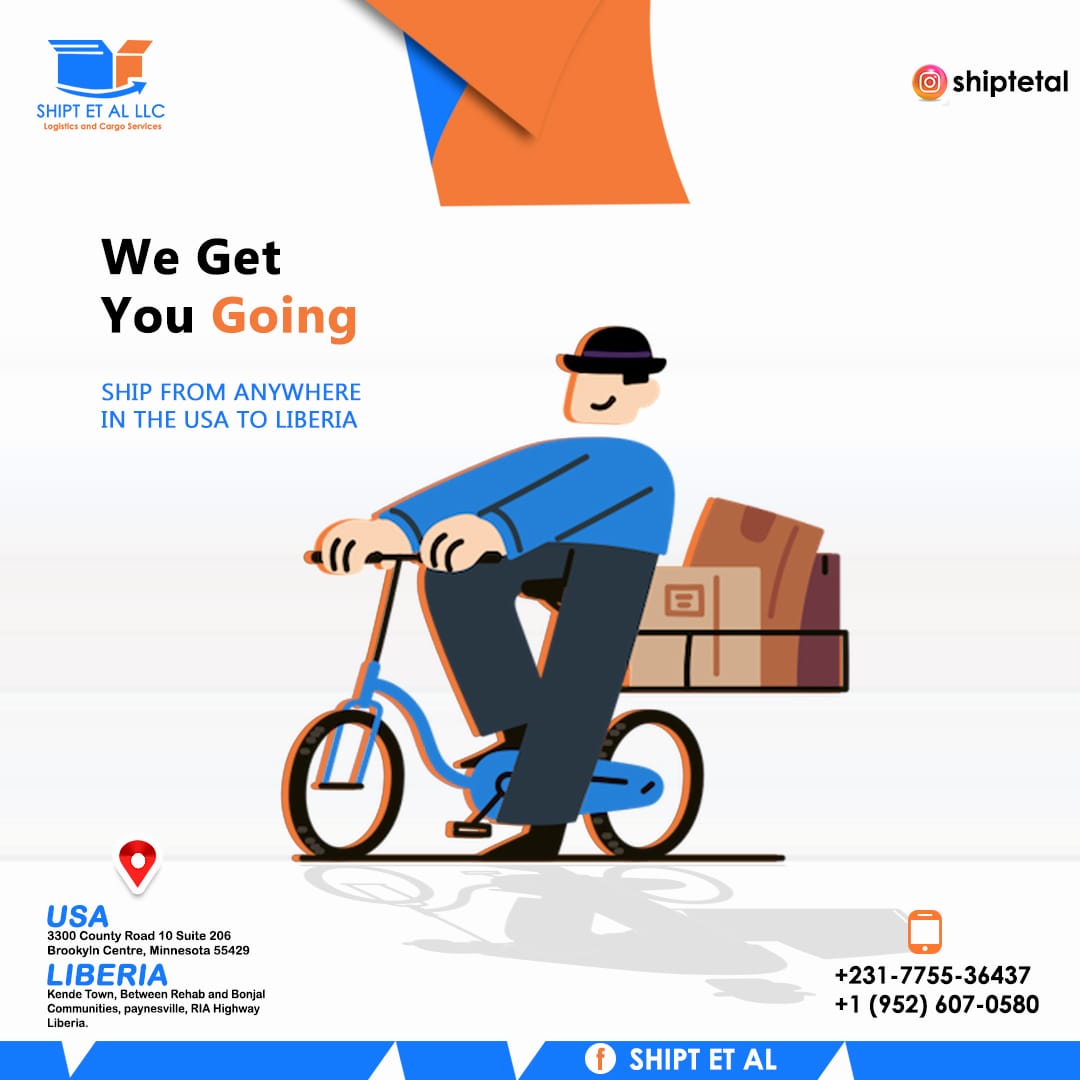 SHIPT ET AL LLC
Logistics and Cargo Services
shiptetal
We Get
You Going
SHIP FROM ANYWHERE
IN THE USA TO LIBERIA
USA
3300 County Road 10 Suite 206
Brookyln Centre, Minnesota 55429
LIBERIA
Kende Town, Between Rehab and Bonjal
Communities, paynesville, RIA Highway
Liberia.
+231-7755-36437
+1 (952) 607-0580
SHIPT ET AL